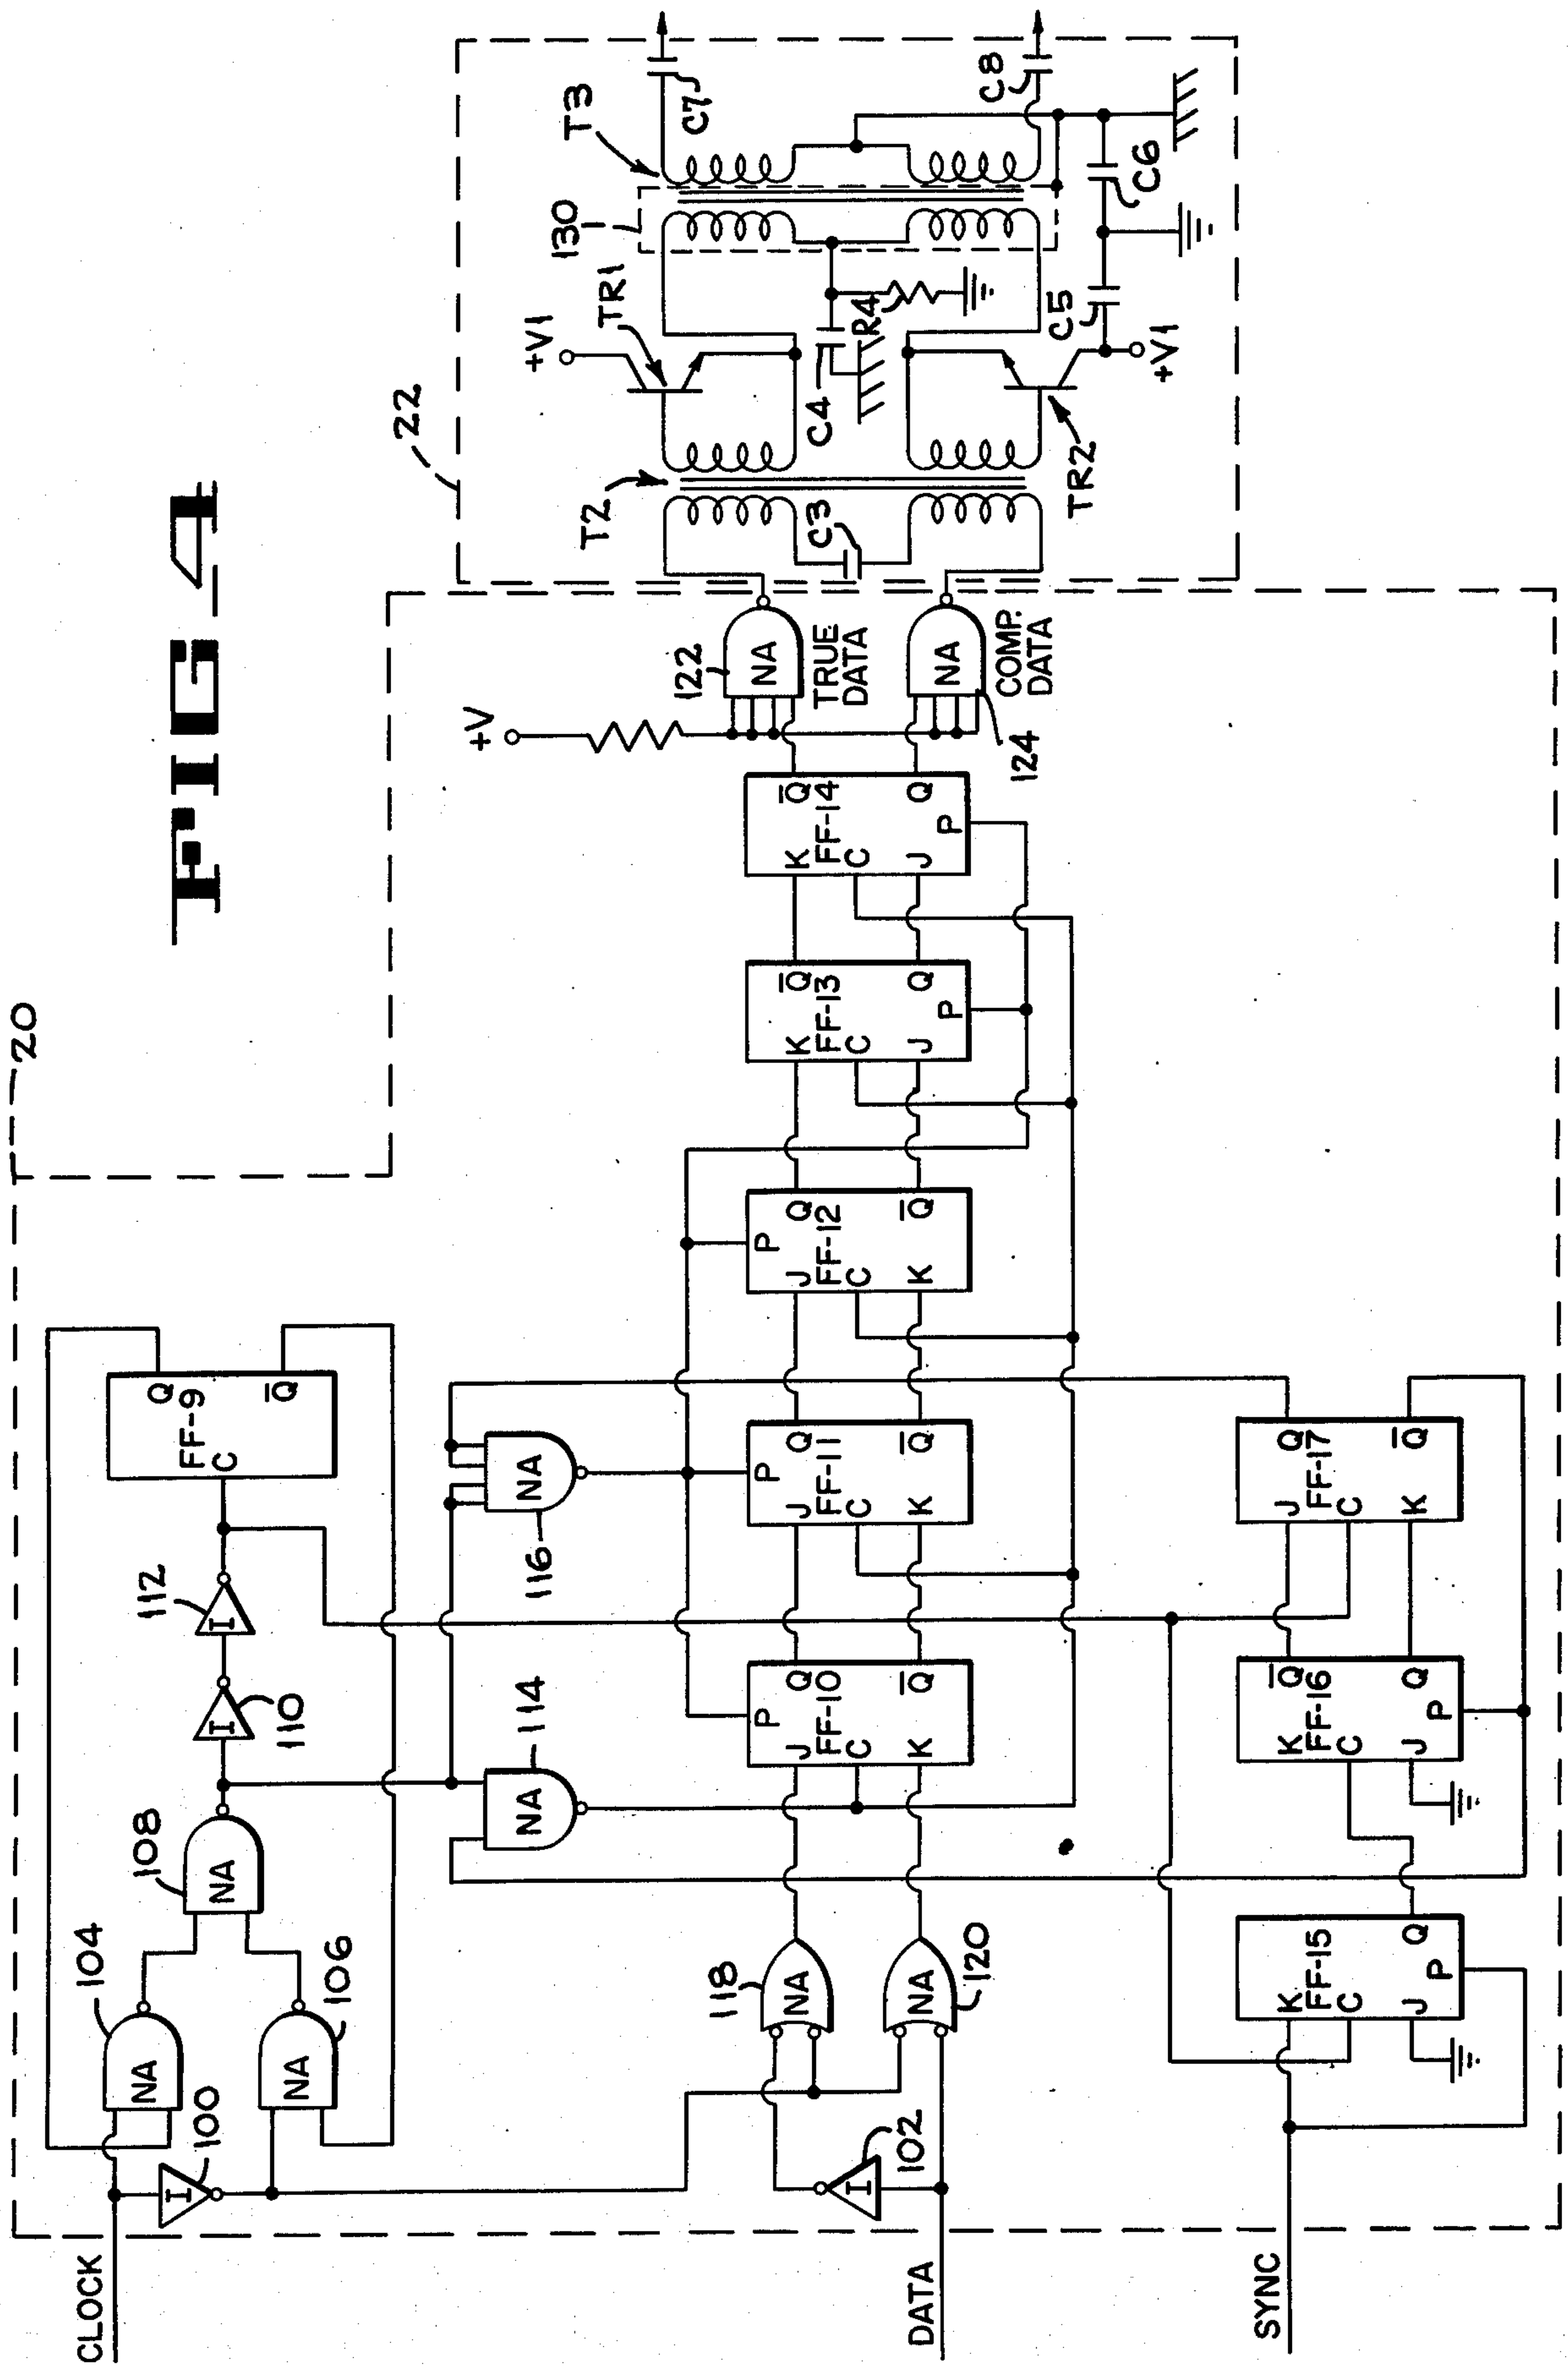 FIG 4
20
22
CLOCK
100
NA
104
NA
106
NA
108
I
I
110
I
112
FF-9
C
Q
Q̅
NA
114
NA
116
DATA
I
102
NA
118
NA
120
P
J
FF-10
C
K
Q
Q̅
P
J
FF-11
C
K
Q
Q̅
P
J
FF-12
C
K
Q
Q̅
K
FF-13
C
J
P
Q̅
Q
K
FF-14
C
J
P
Q̅
Q
+V
122
NA
TRUE
DATA
NA
COMP.
DATA
124
SYNC
K
FF-15
C
J
P
Q
K
FF-16
C
J
P
Q̅
Q
J
FF-17
C
K
Q
Q̅
T2
C3
+V1
TR1
C4
R4
TR2
+V1
C5
C6
130
T3
C7
C8